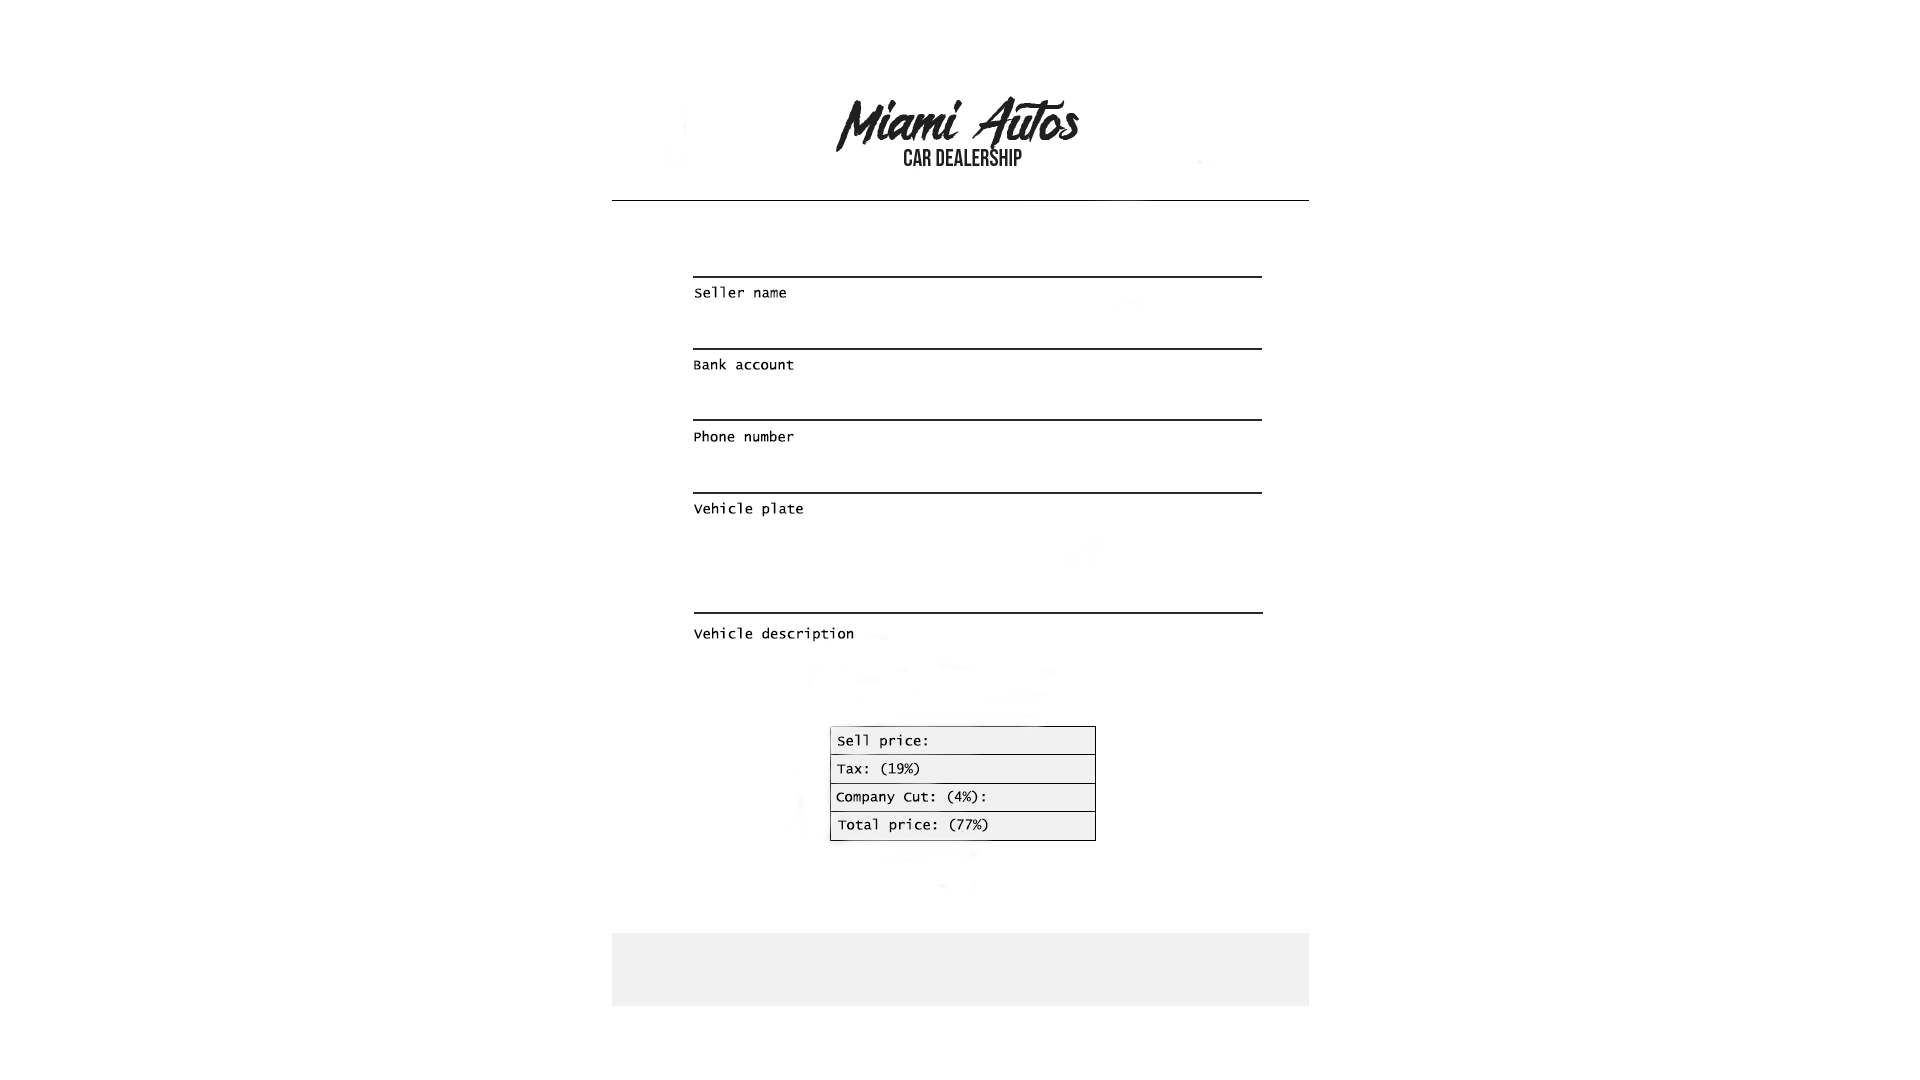 Miami Autos
CAR DEALERSHIP
Seller name
Bank account
Phone number
Vehicle plate
Vehicle description
Sell price:
Tax: (19%)
Company Cut: (4%):
Total price: (77%)